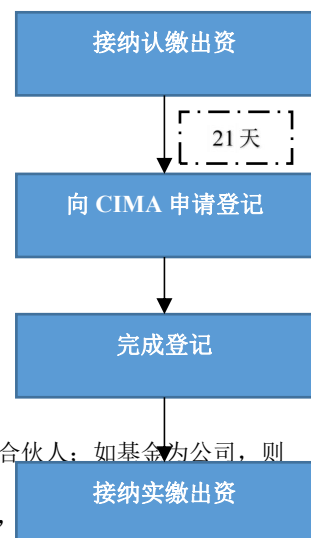 接纳认缴出资
21天
向 CIMA 申请登记
完成登记
合伙人；如基金为公司，则
接纳实缴出资
，